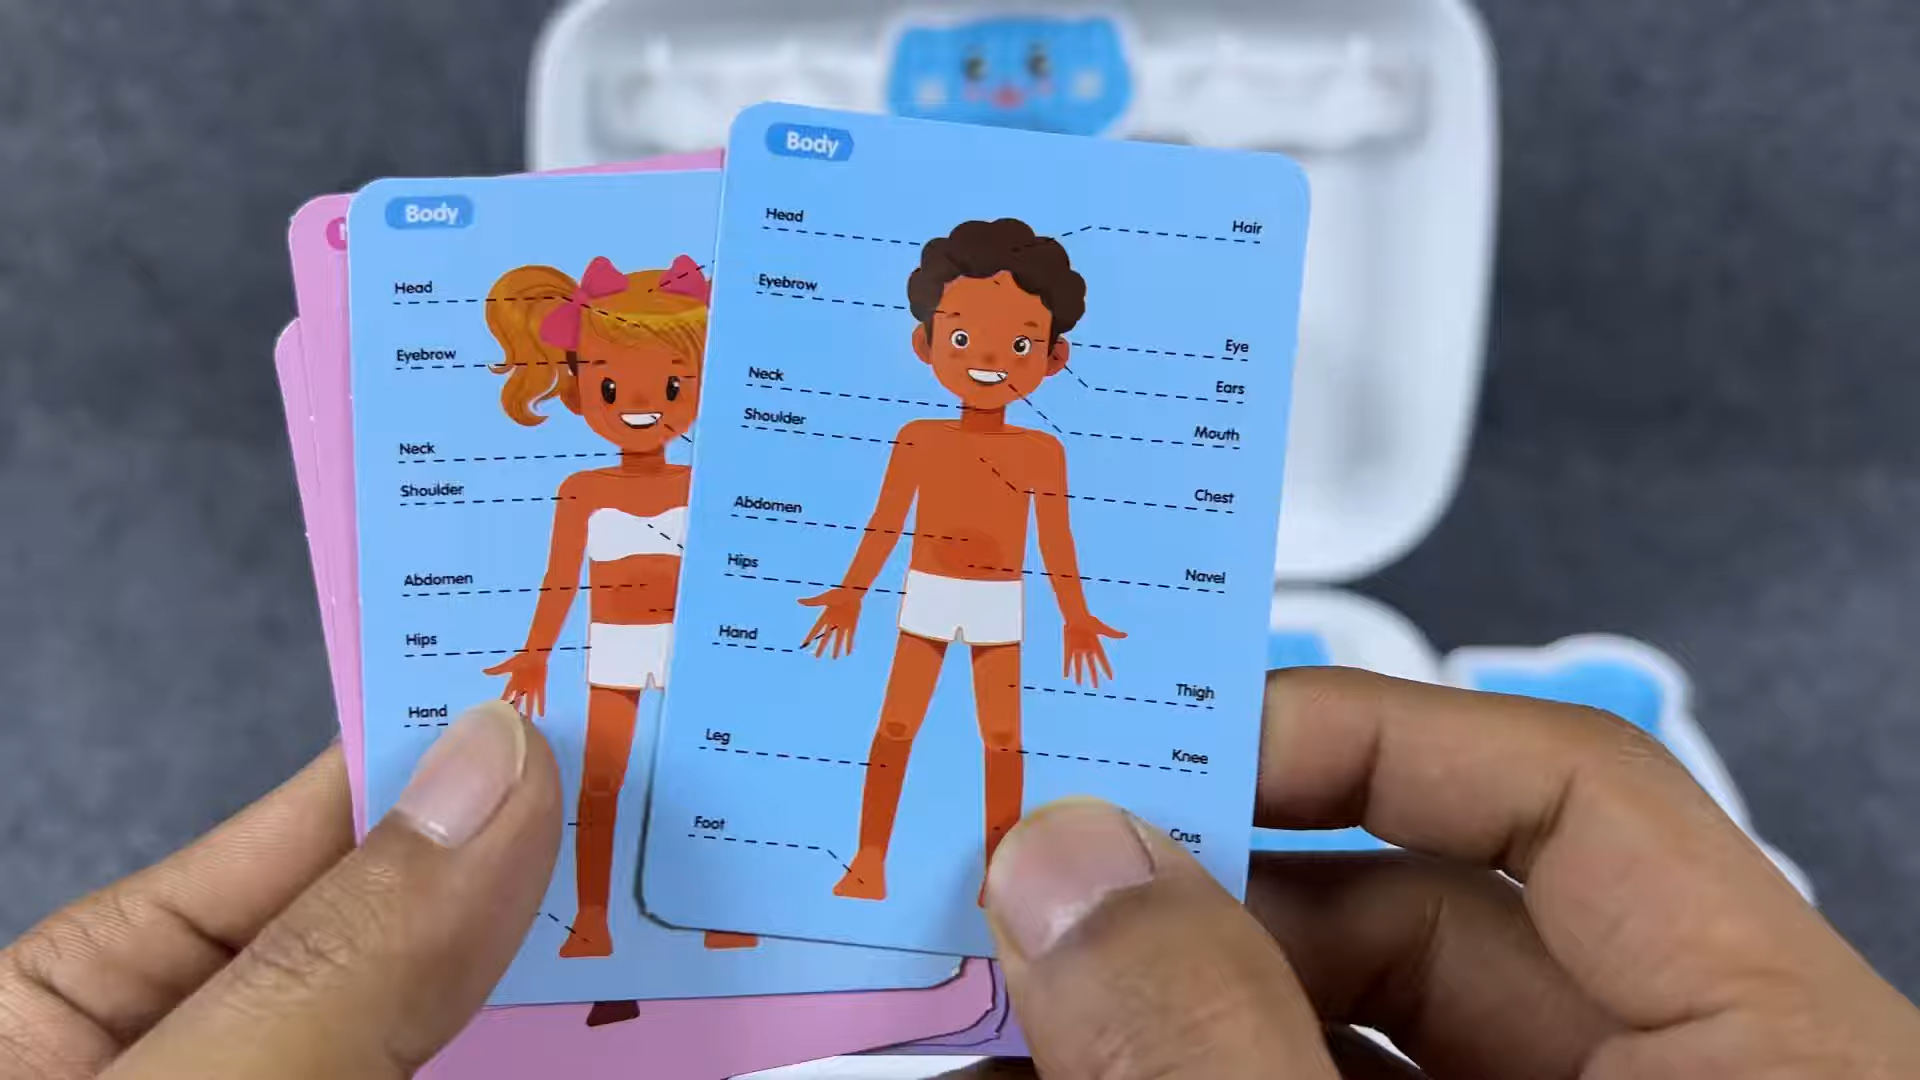 Body
Head
Eyebrow
Neck
Shoulder
Abdomen
Hips
Hand
Body
Head
Hair
Eyebrow
Eye
Ears
Neck
Mouth
Shoulder
Chest
Abdomen
Navel
Hips
Hand
Thigh
Leg
Knee
Foot
Crus